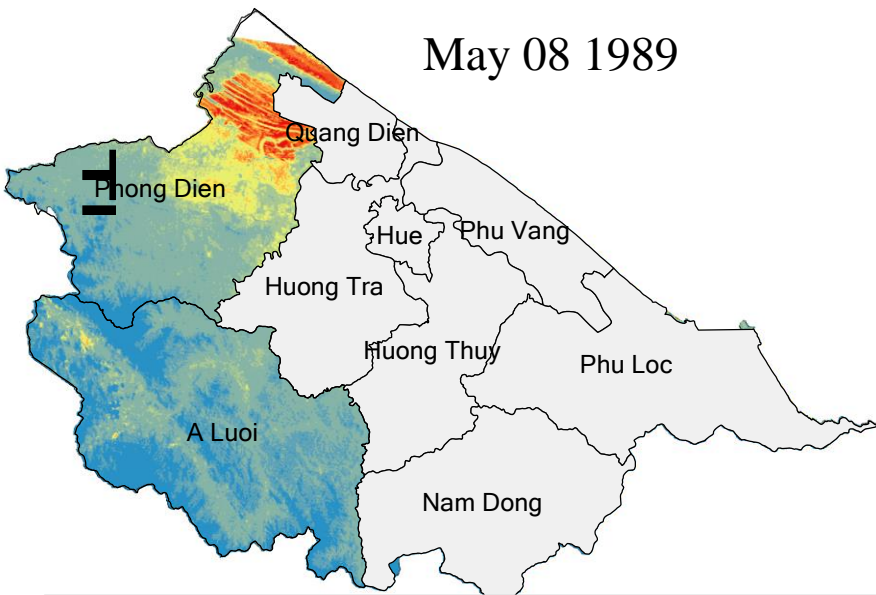 May 08 1989
Quang Dien
Phong Dien
Hue
Phu Vang
Huong Tra
Huong Thuy
Phu Loc
A Luoi
Nam Dong